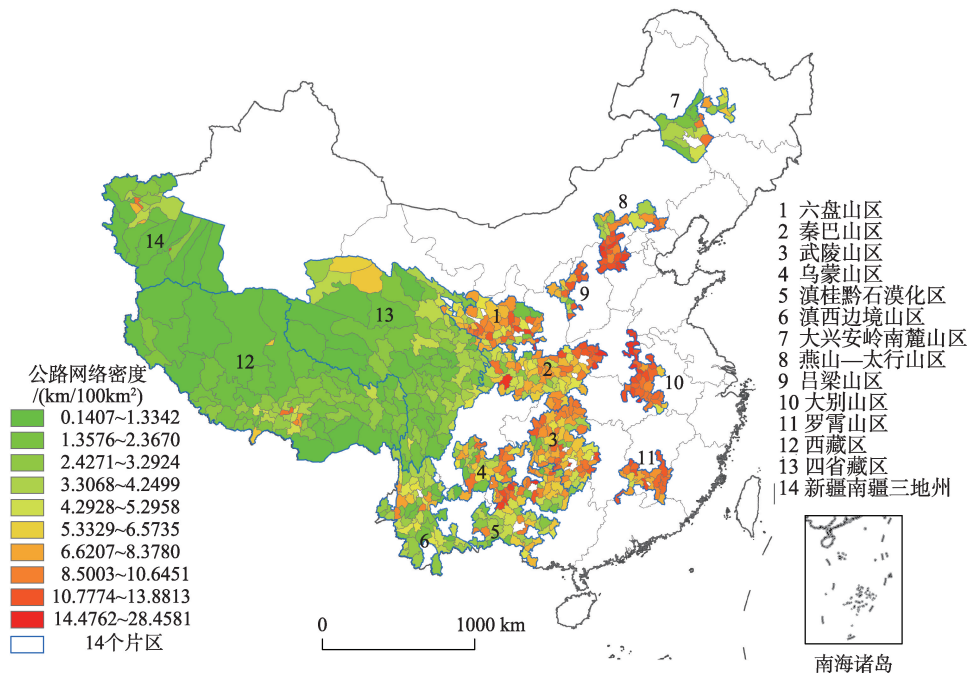 7
8
14
9
13
1
12
2
10
3
11
4
5
6
1 六盘山区
2 秦巴山区
3 武陵山区
4 乌蒙山区
5 滇桂黔石漠化区
6 滇西边境山区
7 大兴安岭南麓山区
8 燕山—太行山区
9 吕梁山区
10 大别山区
11 罗霄山区
12 西藏区
13 四省藏区
14 新疆南疆三地州
公路网络密度
/(km/100km²)
0.1407~1.3342
1.3576~2.3670
2.4271~3.2924
3.3068~4.2499
4.2928~5.2958
5.3329~6.5735
6.6207~8.3780
8.5003~10.6451
10.7774~13.8813
14.4762~28.4581
14个片区
0 1000 km
南海诸岛